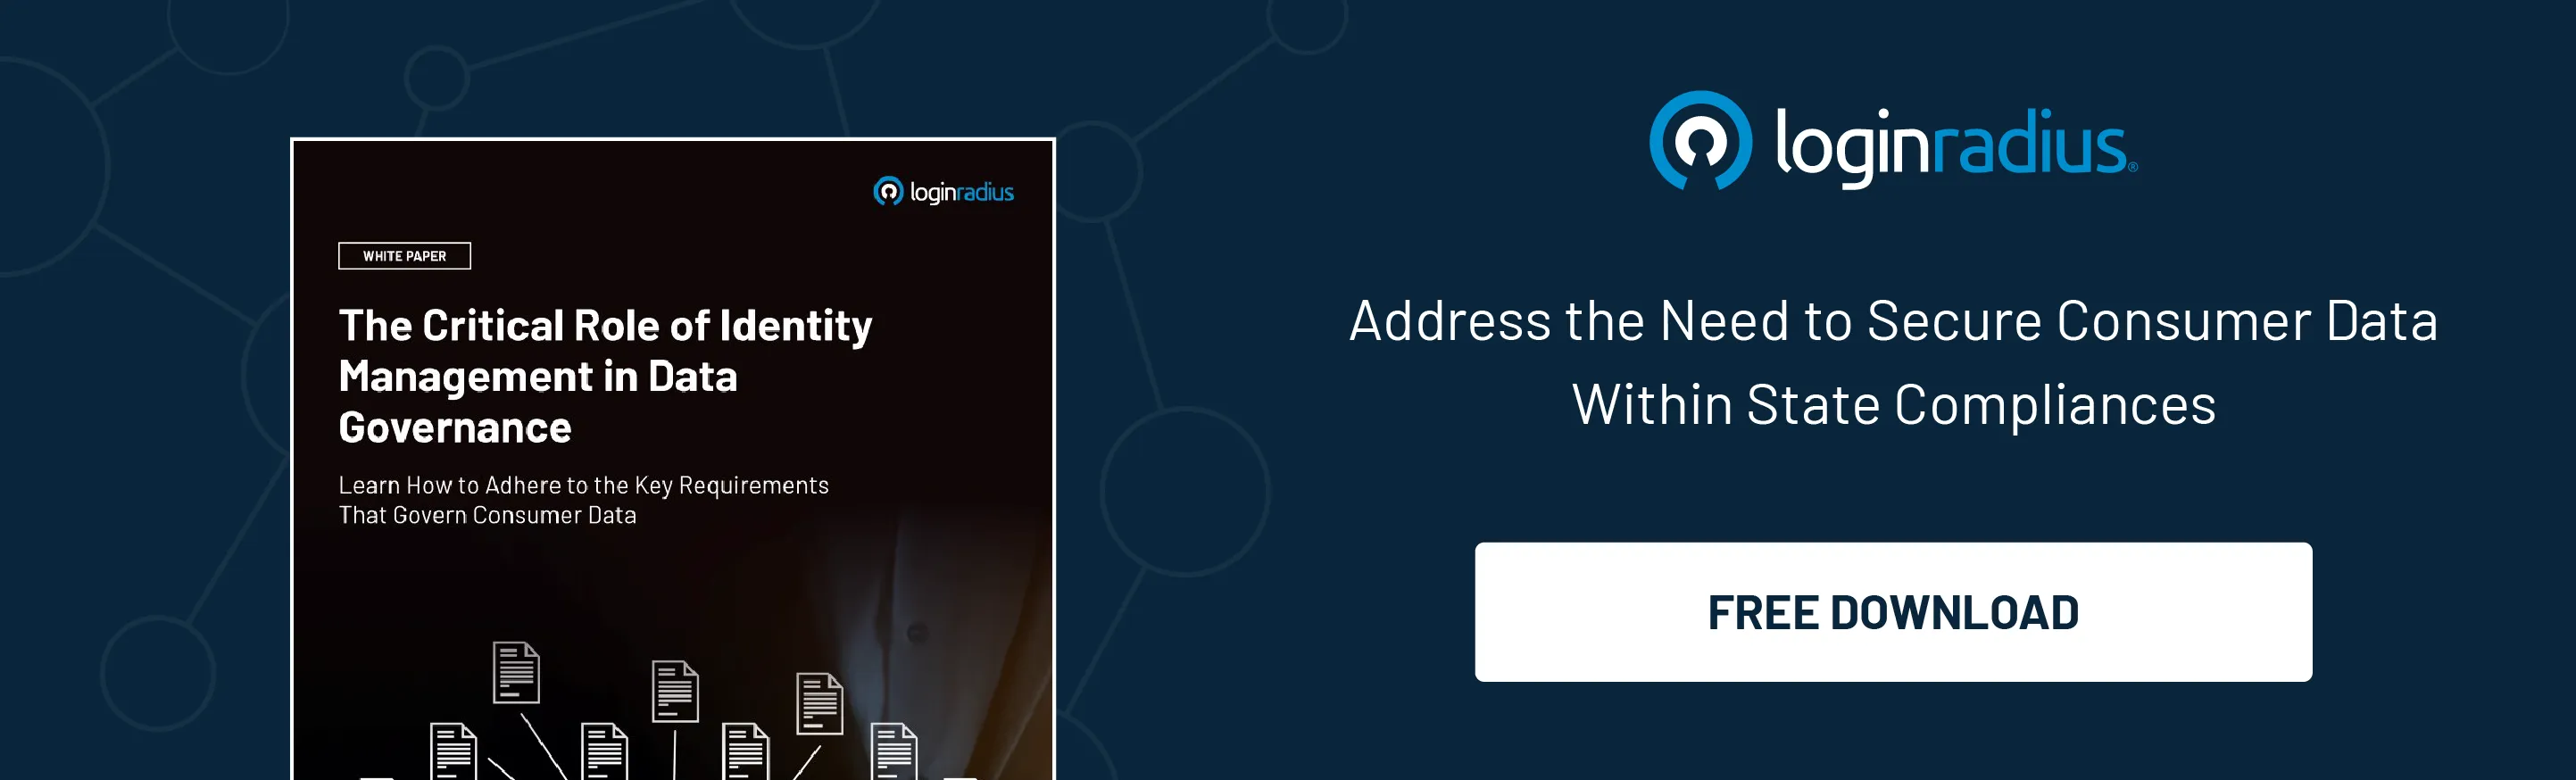 loginradius
WHITE PAPER
The Critical Role of Identity
Management in Data
Governance
Learn How to Adhere to the Key Requirements
That Govern Consumer Data
loginradius®
Address the Need to Secure Consumer Data
Within State Compliances
FREE DOWNLOAD